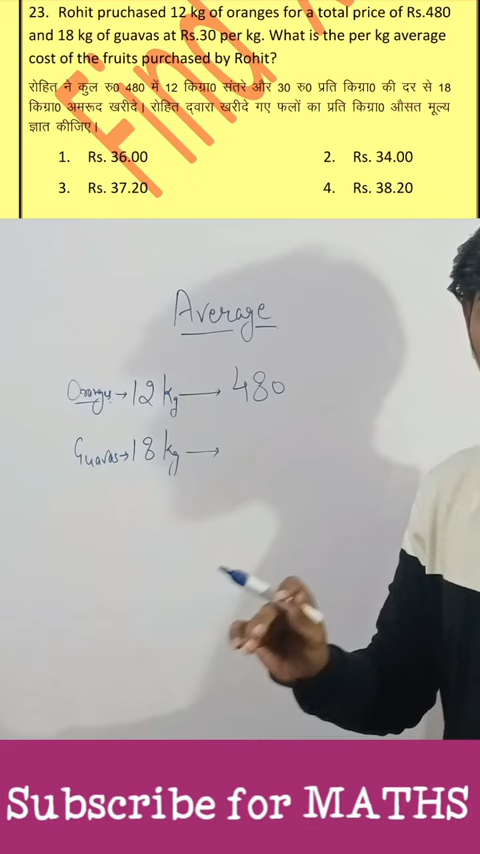 23. Rohit pruchased 12 kg of oranges for a total price of Rs.480
and 18 kg of guavas at Rs.30 per kg. What is the per kg average
cost of the fruits purchased by Rohit?
रोहित ने कुल रु0 480 में 12 किग्रा0 संतरे और 30 रु0 प्रति किग्रा0 की दर से 18
किग्रा0 अमरूद खरीदे। रोहित द्वारा खरीदे गए फलों का प्रति किग्रा0 औसत मूल्य
ज्ञात कीजिए।
1. Rs. 36.00 2. Rs. 34.00
3. Rs. 37.20 4. Rs. 38.20
Average
Oranges → 12 kg → 480
Guavas → 18 kg →
Subscribe for MATHS